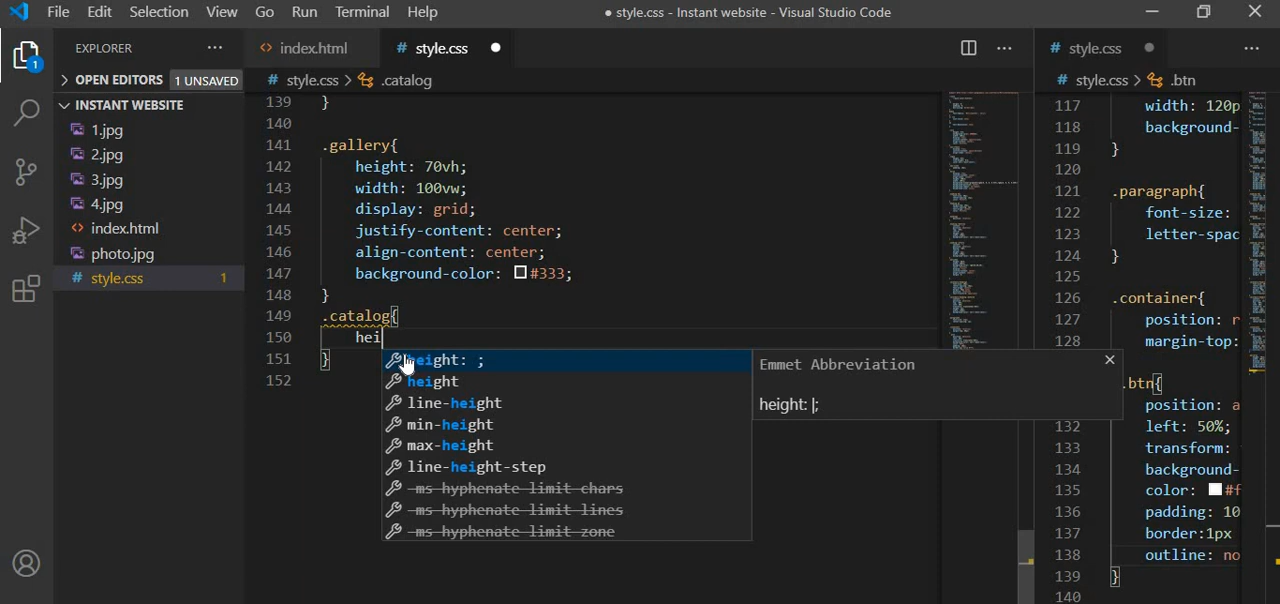 File Edit Selection View Go Run Terminal Help ● style.css - Instant website - Visual Studio Code
EXPLORER ···
OPEN EDITORS 1 UNSAVED
INSTANT WEBSITE
1.jpg
2.jpg
3.jpg
4.jpg
<> index.html
photo.jpg
# style.css 1
1
<> index.html
# style.css ●
# style.css > .catalog
139 }
140
141 .gallery{
142 height: 70vh;
143 width: 100vw;
144 display: grid;
145 justify-content: center;
146 align-content: center;
147 background-color: #333;
148 }
149 .catalog{
150 hei
151 }
152
height: ;
height
line-height
min-height
max-height
line-height-step
-ms-hyphenate-limit-chars
-ms-hyphenate-limit-lines
-ms-hyphenate-limit-zone
Emmet Abbreviation
height: |;
# style.css ● ···
# style.css > .btn
117 width: 120p
118 background-
119 }
120
121 .paragraph{
122 font-size:
123 letter-spac
124 }
125
126 .container{
127 position: r
128 margin-top:
.btn{
position: a
132 left: 50%;
133 transform:
134 background-
135 color: #f
136 padding: 10
137 border:1px
138 outline: no
139 }
140